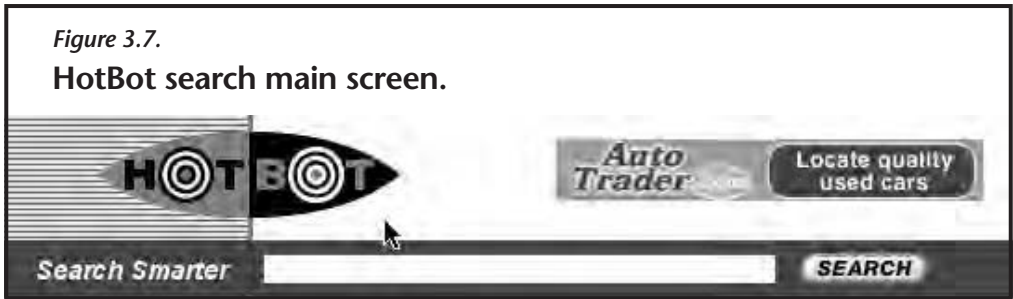 Figure 3.7.
HotBot search main screen.
HOTBOT
Auto
Trader
Locate quality
used cars
Search Smarter
SEARCH